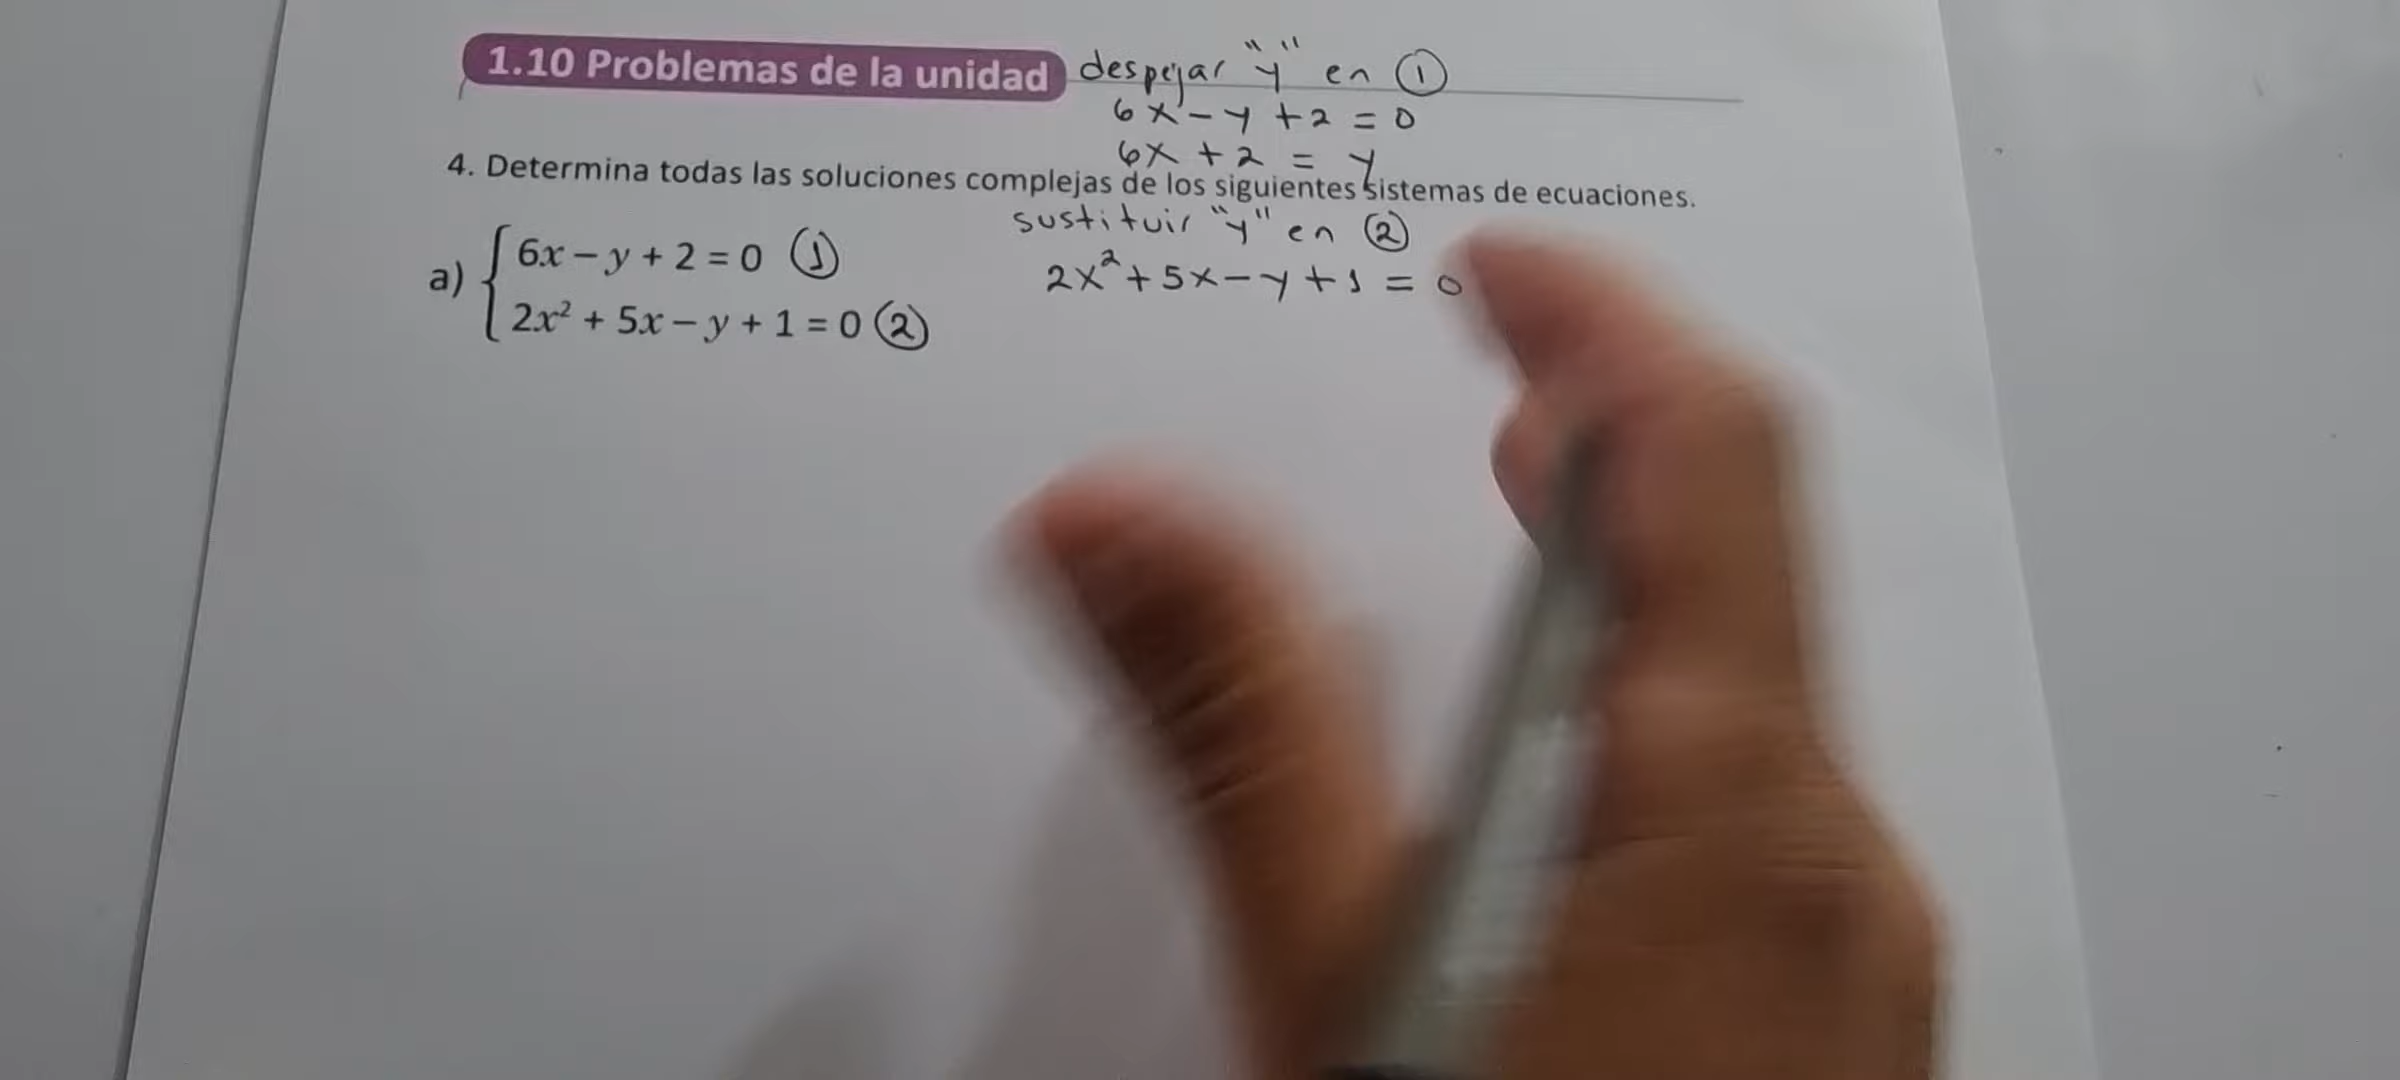 1.10 Problemas de la unidad
despejar "y" en ①
6x - y + 2 = 0
6x + 2 = y
4. Determina todas las soluciones complejas de los siguientes sistemas de ecuaciones.
sustituir "y" en ②
2x² + 5x - y + 1 = 0
a) { 6x – y + 2 = 0 ①
2x² + 5x – y + 1 = 0 ②